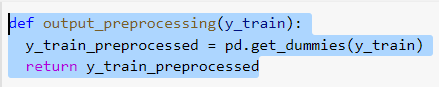 def output_preprocessing(y_train):
  y_train_preprocessed = pd.get_dummies(y_train)
  return y_train_preprocessed